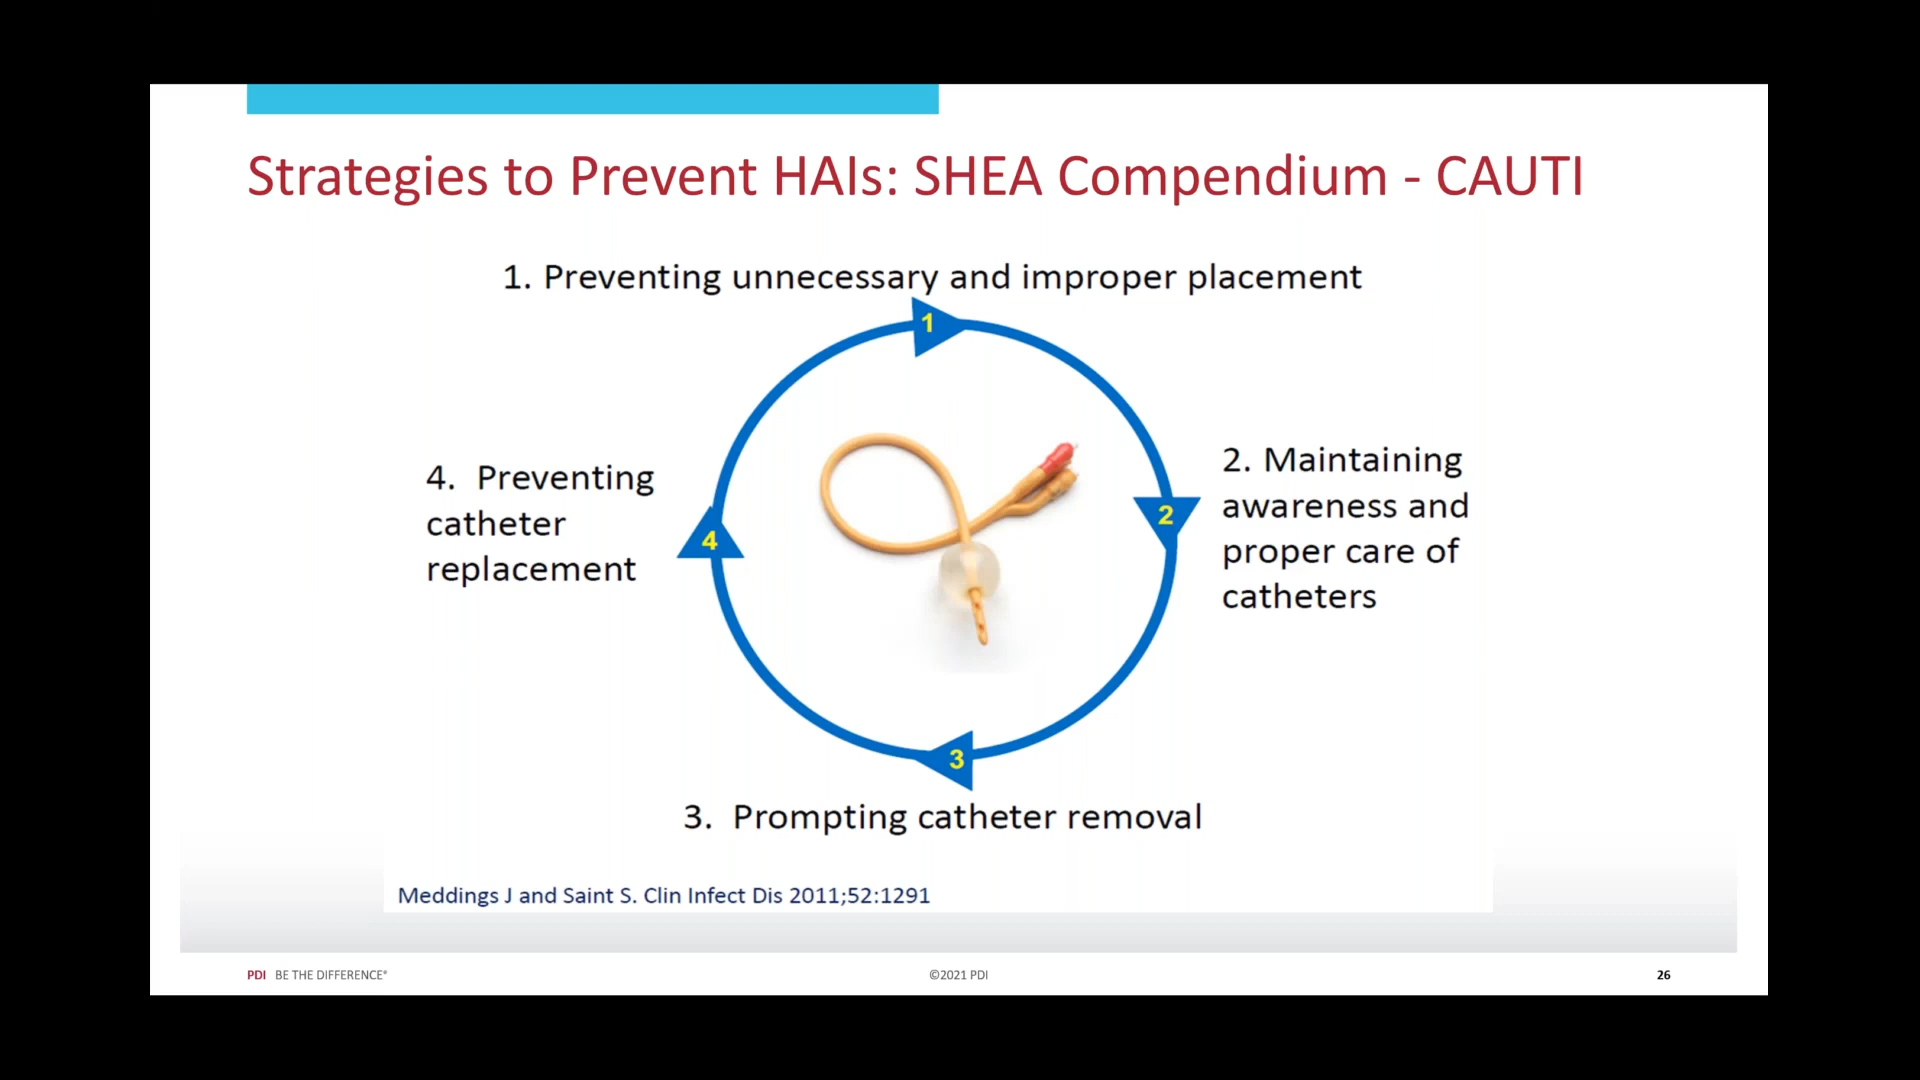 Strategies to Prevent HAIs: SHEA Compendium - CAUTI
1. Preventing unnecessary and improper placement
1
2. Maintaining
awareness and
proper care of
catheters
2
3
3. Prompting catheter removal
4. Preventing
catheter
replacement
4
Meddings J and Saint S. Clin Infect Dis 2011;52:1291
PDI BE THE DIFFERENCE®
©2021 PDI
26